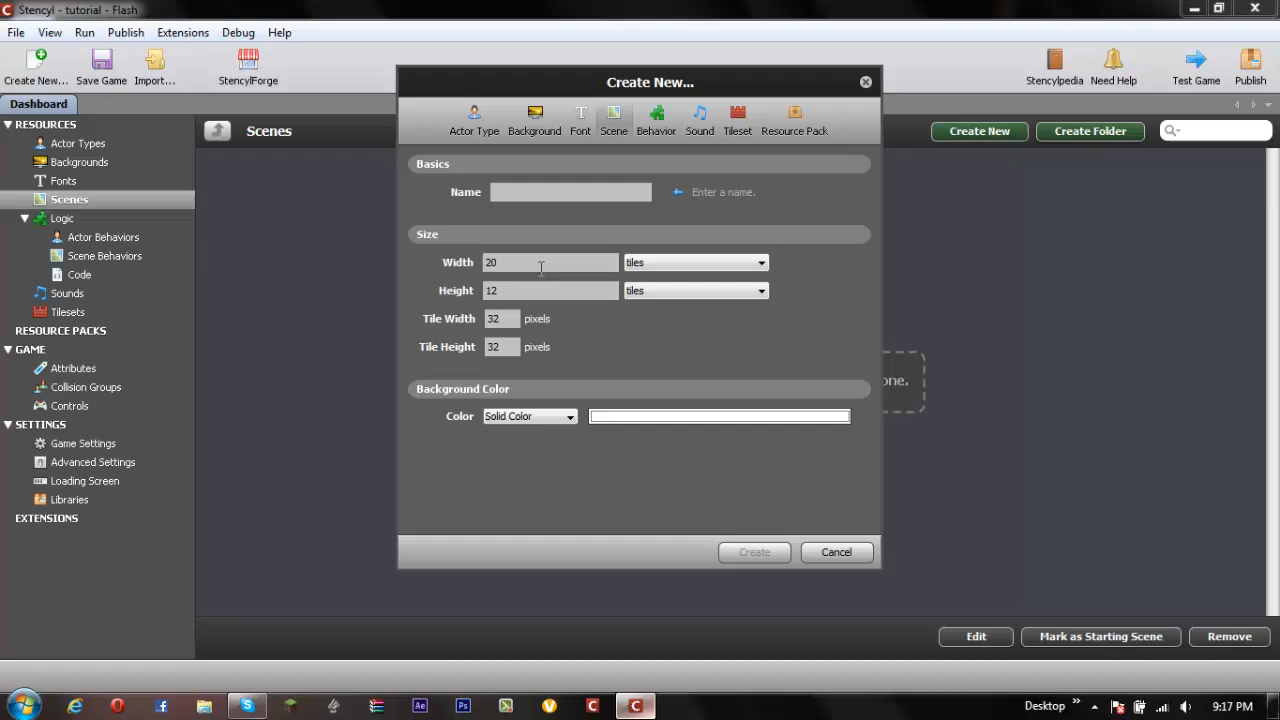 Stencyl - tutorial - Flash
File View Run Publish Extensions Debug Help
Create New... Save Game Import... StencylForge Stencylpedia Need Help Test Game Publish
Dashboard
RESOURCES
Actor Types
Backgrounds
Fonts
Scenes
Logic
Actor Behaviors
Scene Behaviors
Code
Sounds
Tilesets
RESOURCE PACKS
GAME
Attributes
Collision Groups
Controls
SETTINGS
Game Settings
Advanced Settings
Loading Screen
Libraries
EXTENSIONS
Scenes
Create New Create Folder
one.
Create New...
Actor Type Background Font Scene Behavior Sound Tileset Resource Pack
Basics
Name Enter a name.
Size
Width 20 tiles
Height 12 tiles
Tile Width 32 pixels
Tile Height 32 pixels
Background Color
Color Solid Color
Create Cancel
Edit Mark as Starting Scene Remove
Desktop 9:17 PM